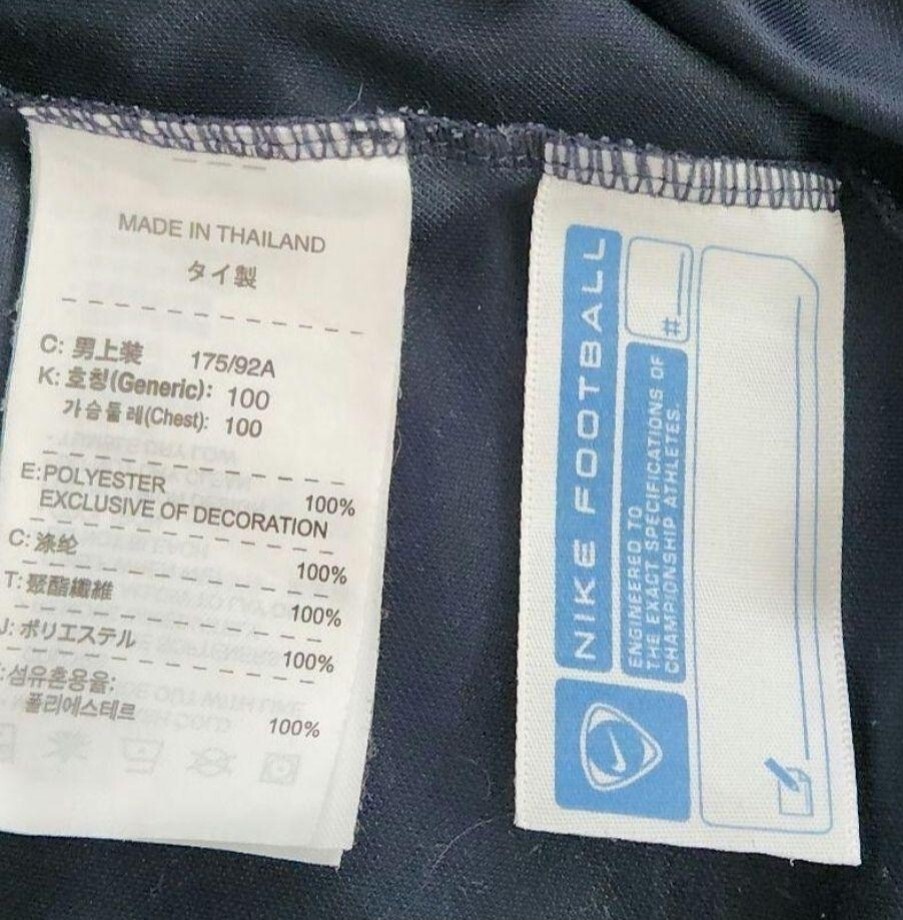 MADE IN THAILAND
タイ製
C: 男上装 175/92A
K: 호칭(Generic): 100
가슴둘레(Chest): 100
E:POLYESTER 100%
EXCLUSIVE OF DECORATION
C: 涤纶 100%
T: 聚酯纖維 100%
J: ポリエステル 100%
:섬유혼용율:
폴리에스테르 100%
NIKE FOOTBALL
#
ENGINEERED TO
THE EXACT SPECIFICATIONS OF
CHAMPIONSHIP ATHLETES.